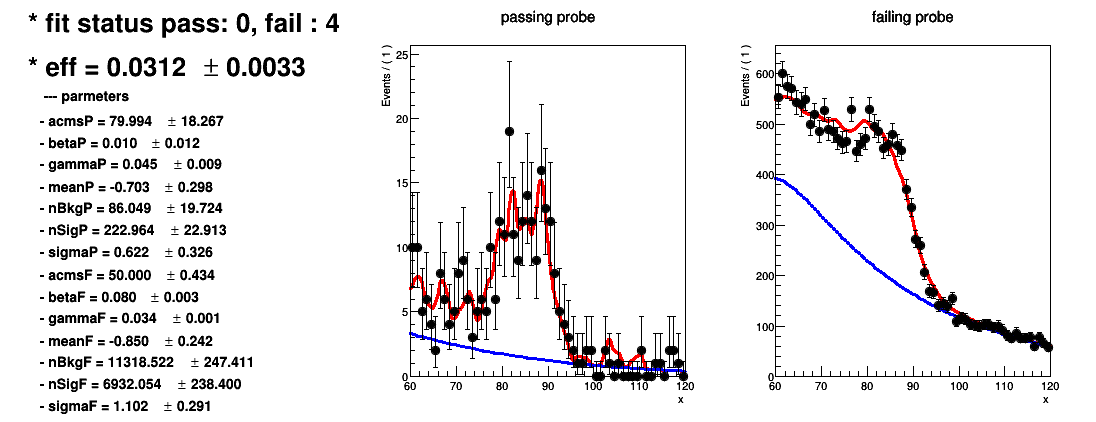 * fit status pass: 0, fail : 4
* eff = 0.0312 ± 0.0033
--- parmeters
- acmsP = 79.994 ± 18.267
- betaP = 0.010 ± 0.012
- gammaP = 0.045 ± 0.009
- meanP = -0.703 ± 0.298
- nBkgP = 86.049 ± 19.724
- nSigP = 222.964 ± 22.913
- sigmaP = 0.622 ± 0.326
- acmsF = 50.000 ± 0.434
- betaF = 0.080 ± 0.003
- gammaF = 0.034 ± 0.001
- meanF = -0.850 ± 0.242
- nBkgF = 11318.522 ± 247.411
- nSigF = 6932.054 ± 238.400
- sigmaF = 1.102 ± 0.291
passing probe
Events / ( 1 )
25
20
15
10
5
0
60 70 80 90 100 110 120
x
failing probe
Events / ( 1 )
600
500
400
300
200
100
0
60 70 80 90 100 110 120
x